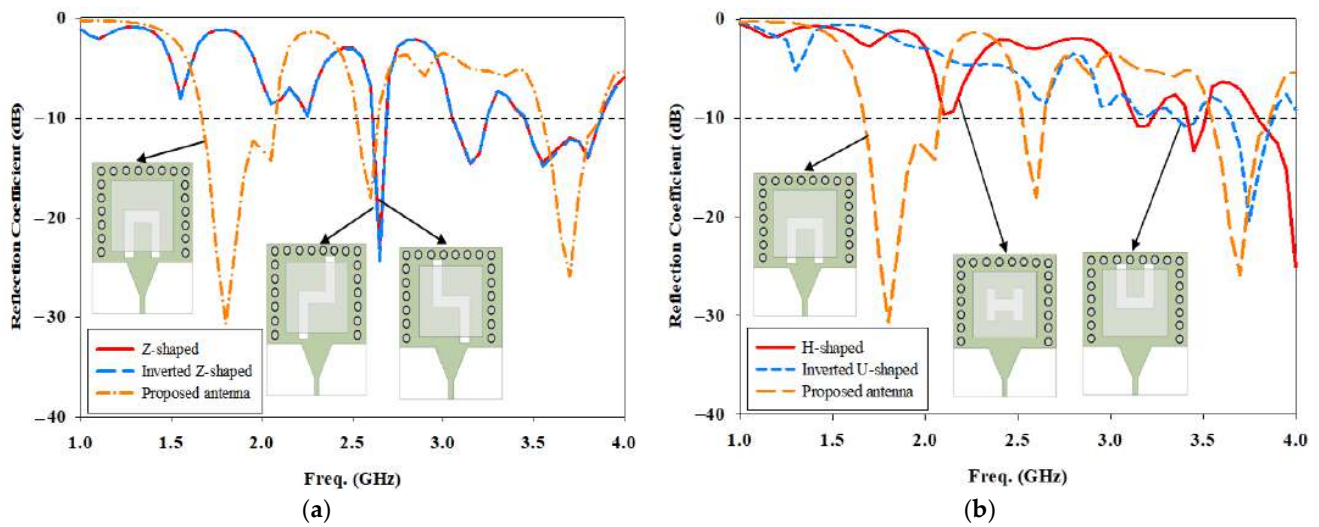 0
−10
−20
−30
−40
Reflection Coefficient (dB)
Z-shaped
Inverted Z-shaped
Proposed antenna
1.0 1.5 2.0 2.5 3.0 3.5 4.0
Freq. (GHz)
(a)
0
−10
−20
−30
−40
Reflection Coefficient (dB)
H-shaped
Inverted U-shaped
Proposed antenna
1.0 1.5 2.0 2.5 3.0 3.5 4.0
Freq. (GHz)
(b)